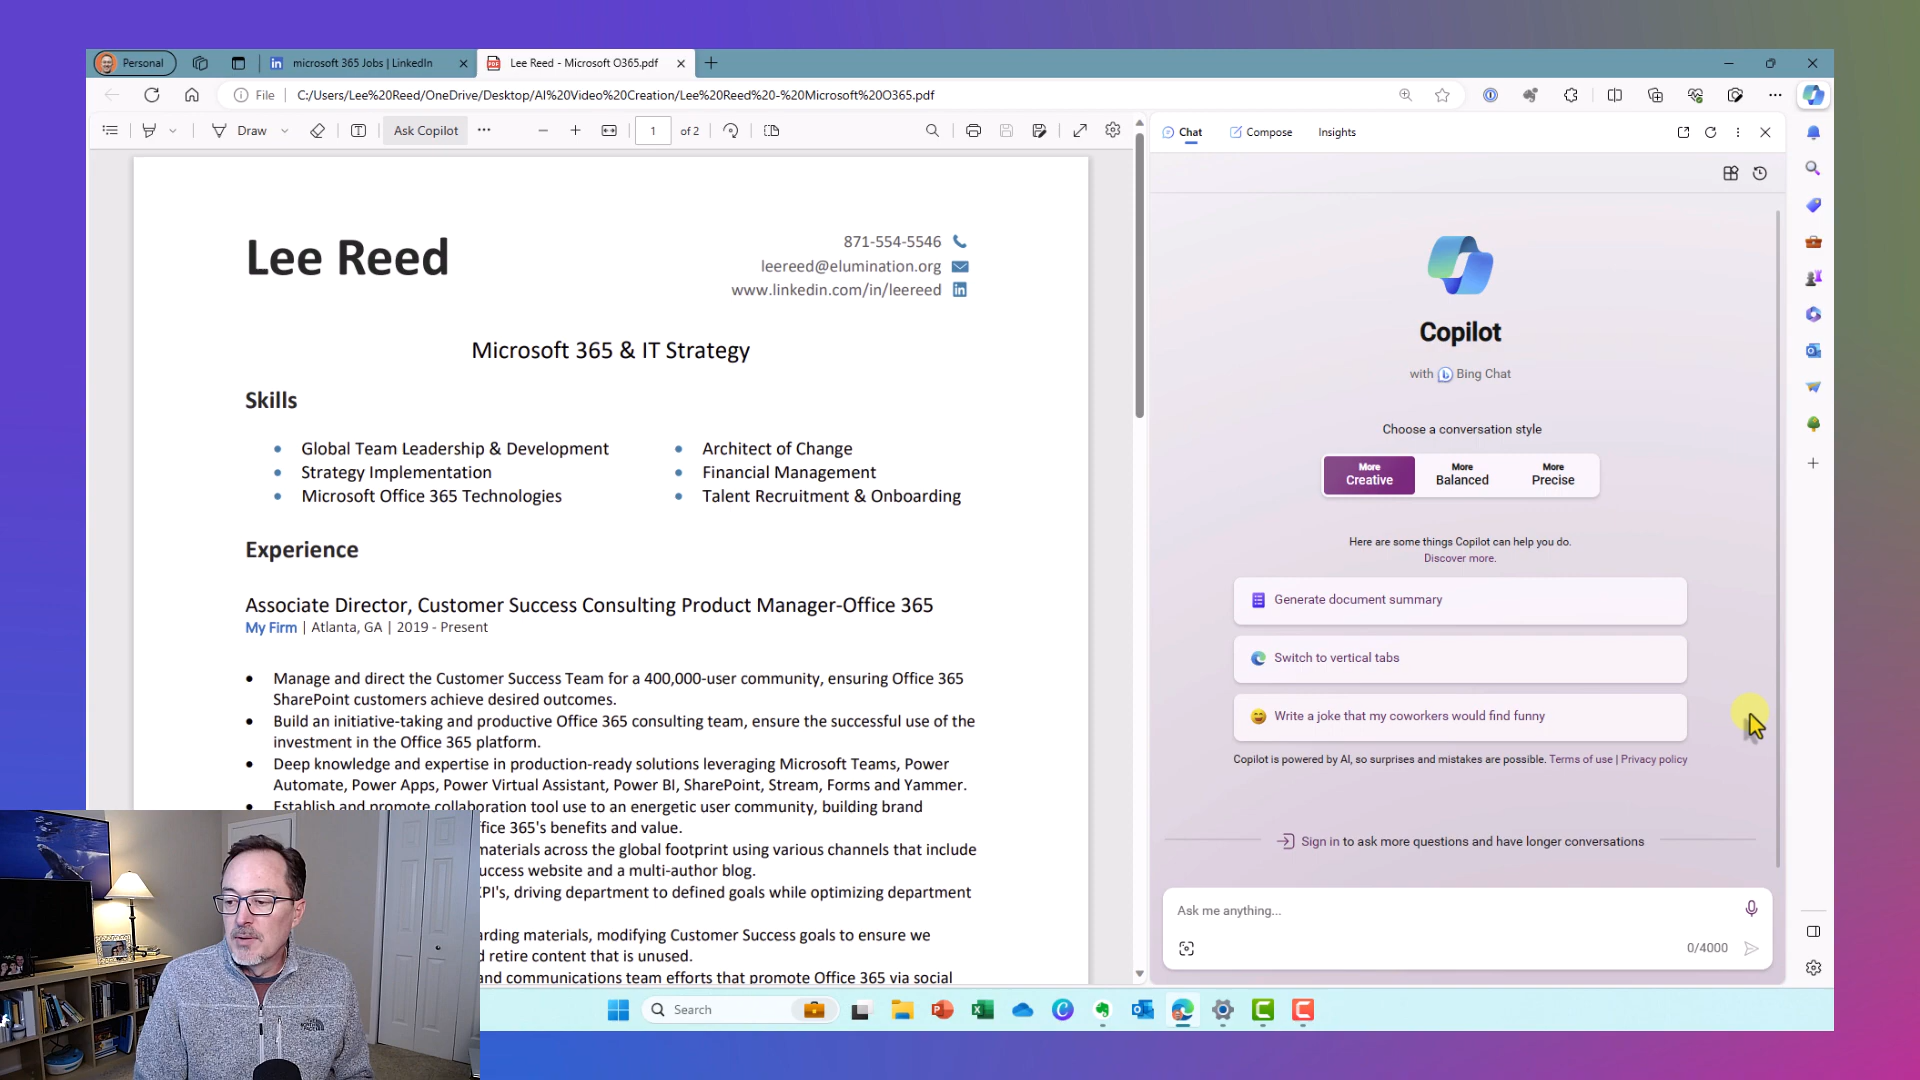 Personal
microsoft 365 Jobs | LinkedIn
Lee Reed - Microsoft O365.pdf
File
C:/Users/Lee%20Reed/OneDrive/Desktop/AI%20Video%20Creation/Lee%20Reed%20-%20Microsoft%20O365.pdf
Draw
Ask Copilot
1
of 2
Lee Reed
871-554-5546
leereed@elumination.org
www.linkedin.com/in/leereed
Microsoft 365 & IT Strategy
Skills
Global Team Leadership & Development
Strategy Implementation
Microsoft Office 365 Technologies
Architect of Change
Financial Management
Talent Recruitment & Onboarding
Experience
Associate Director, Customer Success Consulting Product Manager-Office 365
My Firm | Atlanta, GA | 2019 - Present
Manage and direct the Customer Success Team for a 400,000-user community, ensuring Office 365
SharePoint customers achieve desired outcomes.
Build an initiative-taking and productive Office 365 consulting team, ensure the successful use of the
investment in the Office 365 platform.
Deep knowledge and expertise in production-ready solutions leveraging Microsoft Teams, Power
Automate, Power Apps, Power Virtual Assistant, Power BI, SharePoint, Stream, Forms and Yammer.
Establish and promote collaboration tool use to an energetic user community, building brand
fice 365's benefits and value.
materials across the global footprint using various channels that include
uccess website and a multi-author blog.
KPI's, driving department to defined goals while optimizing department
arding materials, modifying Customer Success goals to ensure we
d retire content that is unused.
and communications team efforts that promote Office 365 via social
Chat
Compose
Insights
Copilot
with Bing Chat
Choose a conversation style
More Creative
More Balanced
More Precise
Here are some things Copilot can help you do.
Discover more.
Generate document summary
Switch to vertical tabs
Write a joke that my coworkers would find funny
Copilot is powered by AI, so surprises and mistakes are possible. Terms of use | Privacy policy
Sign in to ask more questions and have longer conversations
Ask me anything...
0/4000
Search